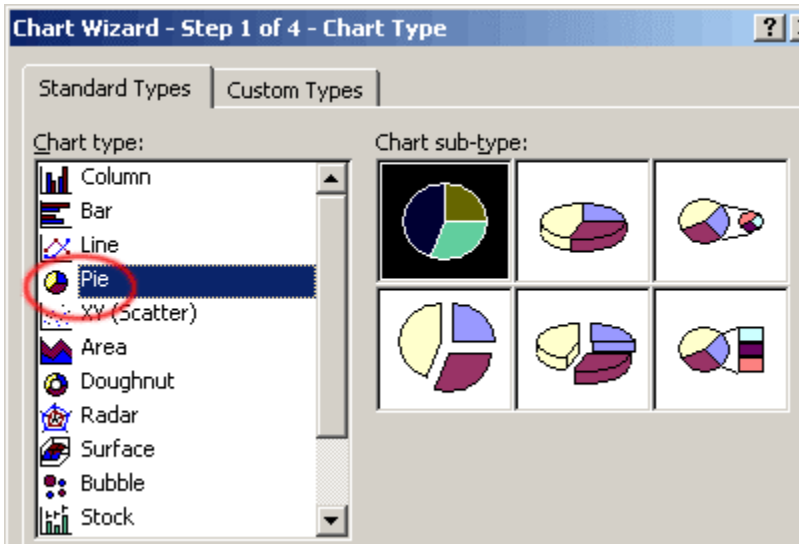 Chart Wizard - Step 1 of 4 - Chart Type
?
Standard Types
Custom Types
Chart type:
Column
Bar
Line
Pie
XY (Scatter)
Area
Doughnut
Radar
Surface
Bubble
Stock
Chart sub-type: